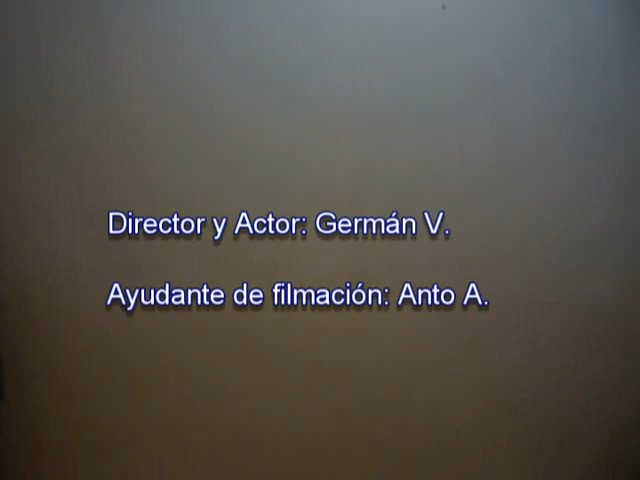 Director y Actor: Germán V.
Ayudante de filmación: Anto A.